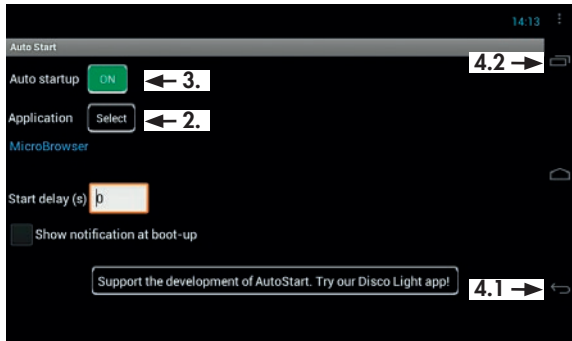 14:13
Auto Start
4.2
Auto startup ON 3.
Application Select 2.
MicroBrowser
Start delay (s) 0
Show notification at boot-up
Support the development of AutoStart. Try our Disco Light app!
4.1